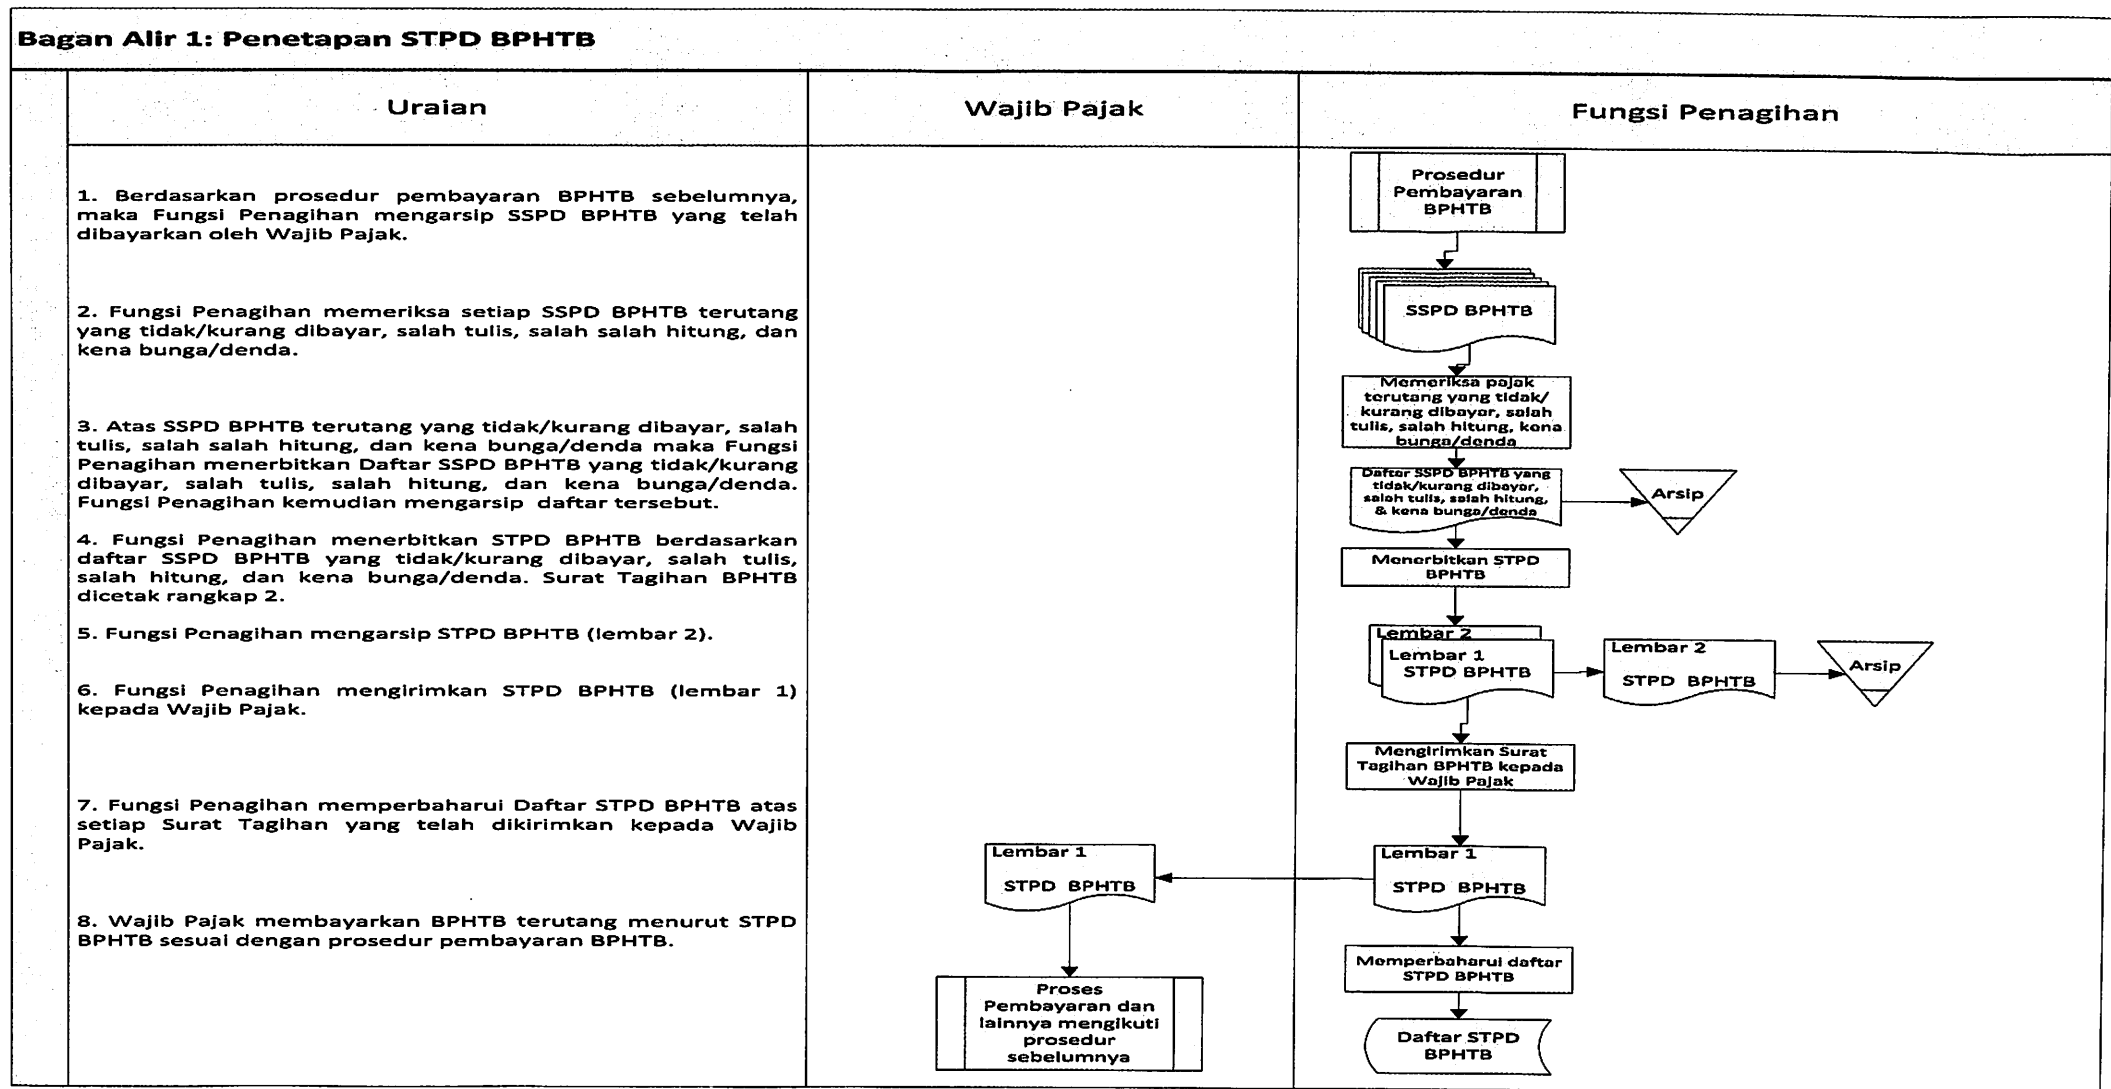 Bagan Alir 1: Penetapan STPD BPHTB
Uraian
Wajib Pajak
Fungsi Penagihan
1. Berdasarkan prosedur pembayaran BPHTB sebelumnya,
maka Fungsi Penagihan mengarsip SSPD BPHTB yang telah
dibayarkan oleh Wajib Pajak.
2. Fungsi Penagihan memeriksa setiap SSPD BPHTB terutang
yang tidak/kurang dibayar, salah tulis, salah salah hitung, dan
kena bunga/denda.
3. Atas SSPD BPHTB terutang yang tidak/kurang dibayar, salah
tulis, salah salah hitung, dan kena bunga/denda maka Fungsi
Penagihan menerbitkan Daftar SSPD BPHTB yang tidak/kurang
dibayar, salah tulis, salah hitung, dan kena bunga/denda.
Fungsi Penagihan kemudian mengarsip daftar tersebut.
4. Fungsi Penagihan menerbitkan STPD BPHTB berdasarkan
daftar SSPD BPHTB yang tidak/kurang dibayar, salah tulis,
salah hitung, dan kena bunga/denda. Surat Tagihan BPHTB
dicetak rangkap 2.
5. Fungsi Penagihan mengarsip STPD BPHTB (lembar 2).
6. Fungsi Penagihan mengirimkan STPD BPHTB (lembar 1)
kepada Wajib Pajak.
7. Fungsi Penagihan memperbaharui Daftar STPD BPHTB atas
setiap Surat Tagihan yang telah dikirimkan kepada Wajib
Pajak.
8. Wajib Pajak membayarkan BPHTB terutang menurut STPD
BPHTB sesuai dengan prosedur pembayaran BPHTB.
Lembar 1
STPD BPHTB
Proses
Pembayaran dan
lainnya mengikuti
prosedur
sebelumnya
Prosedur
Pembayaran
BPHTB
SSPD BPHTB
Memeriksa pajak
terutang yang tidak/
kurang dibayar, salah
tulis, salah hitung, kena
bunga/denda
Daftar SSPD BPHTB yang
tidak/kurang dibayar,
salah tulis, salah hitung,
& kena bunga/denda
Arsip
Menerbitkan STPD
BPHTB
Lembar 2
Lembar 1
STPD BPHTB
Lembar 2
STPD BPHTB
Arsip
Mengirimkan Surat
Tagihan BPHTB kepada
Wajib Pajak
Lembar 1
STPD BPHTB
Memperbaharui daftar
STPD BPHTB
Daftar STPD
BPHTB